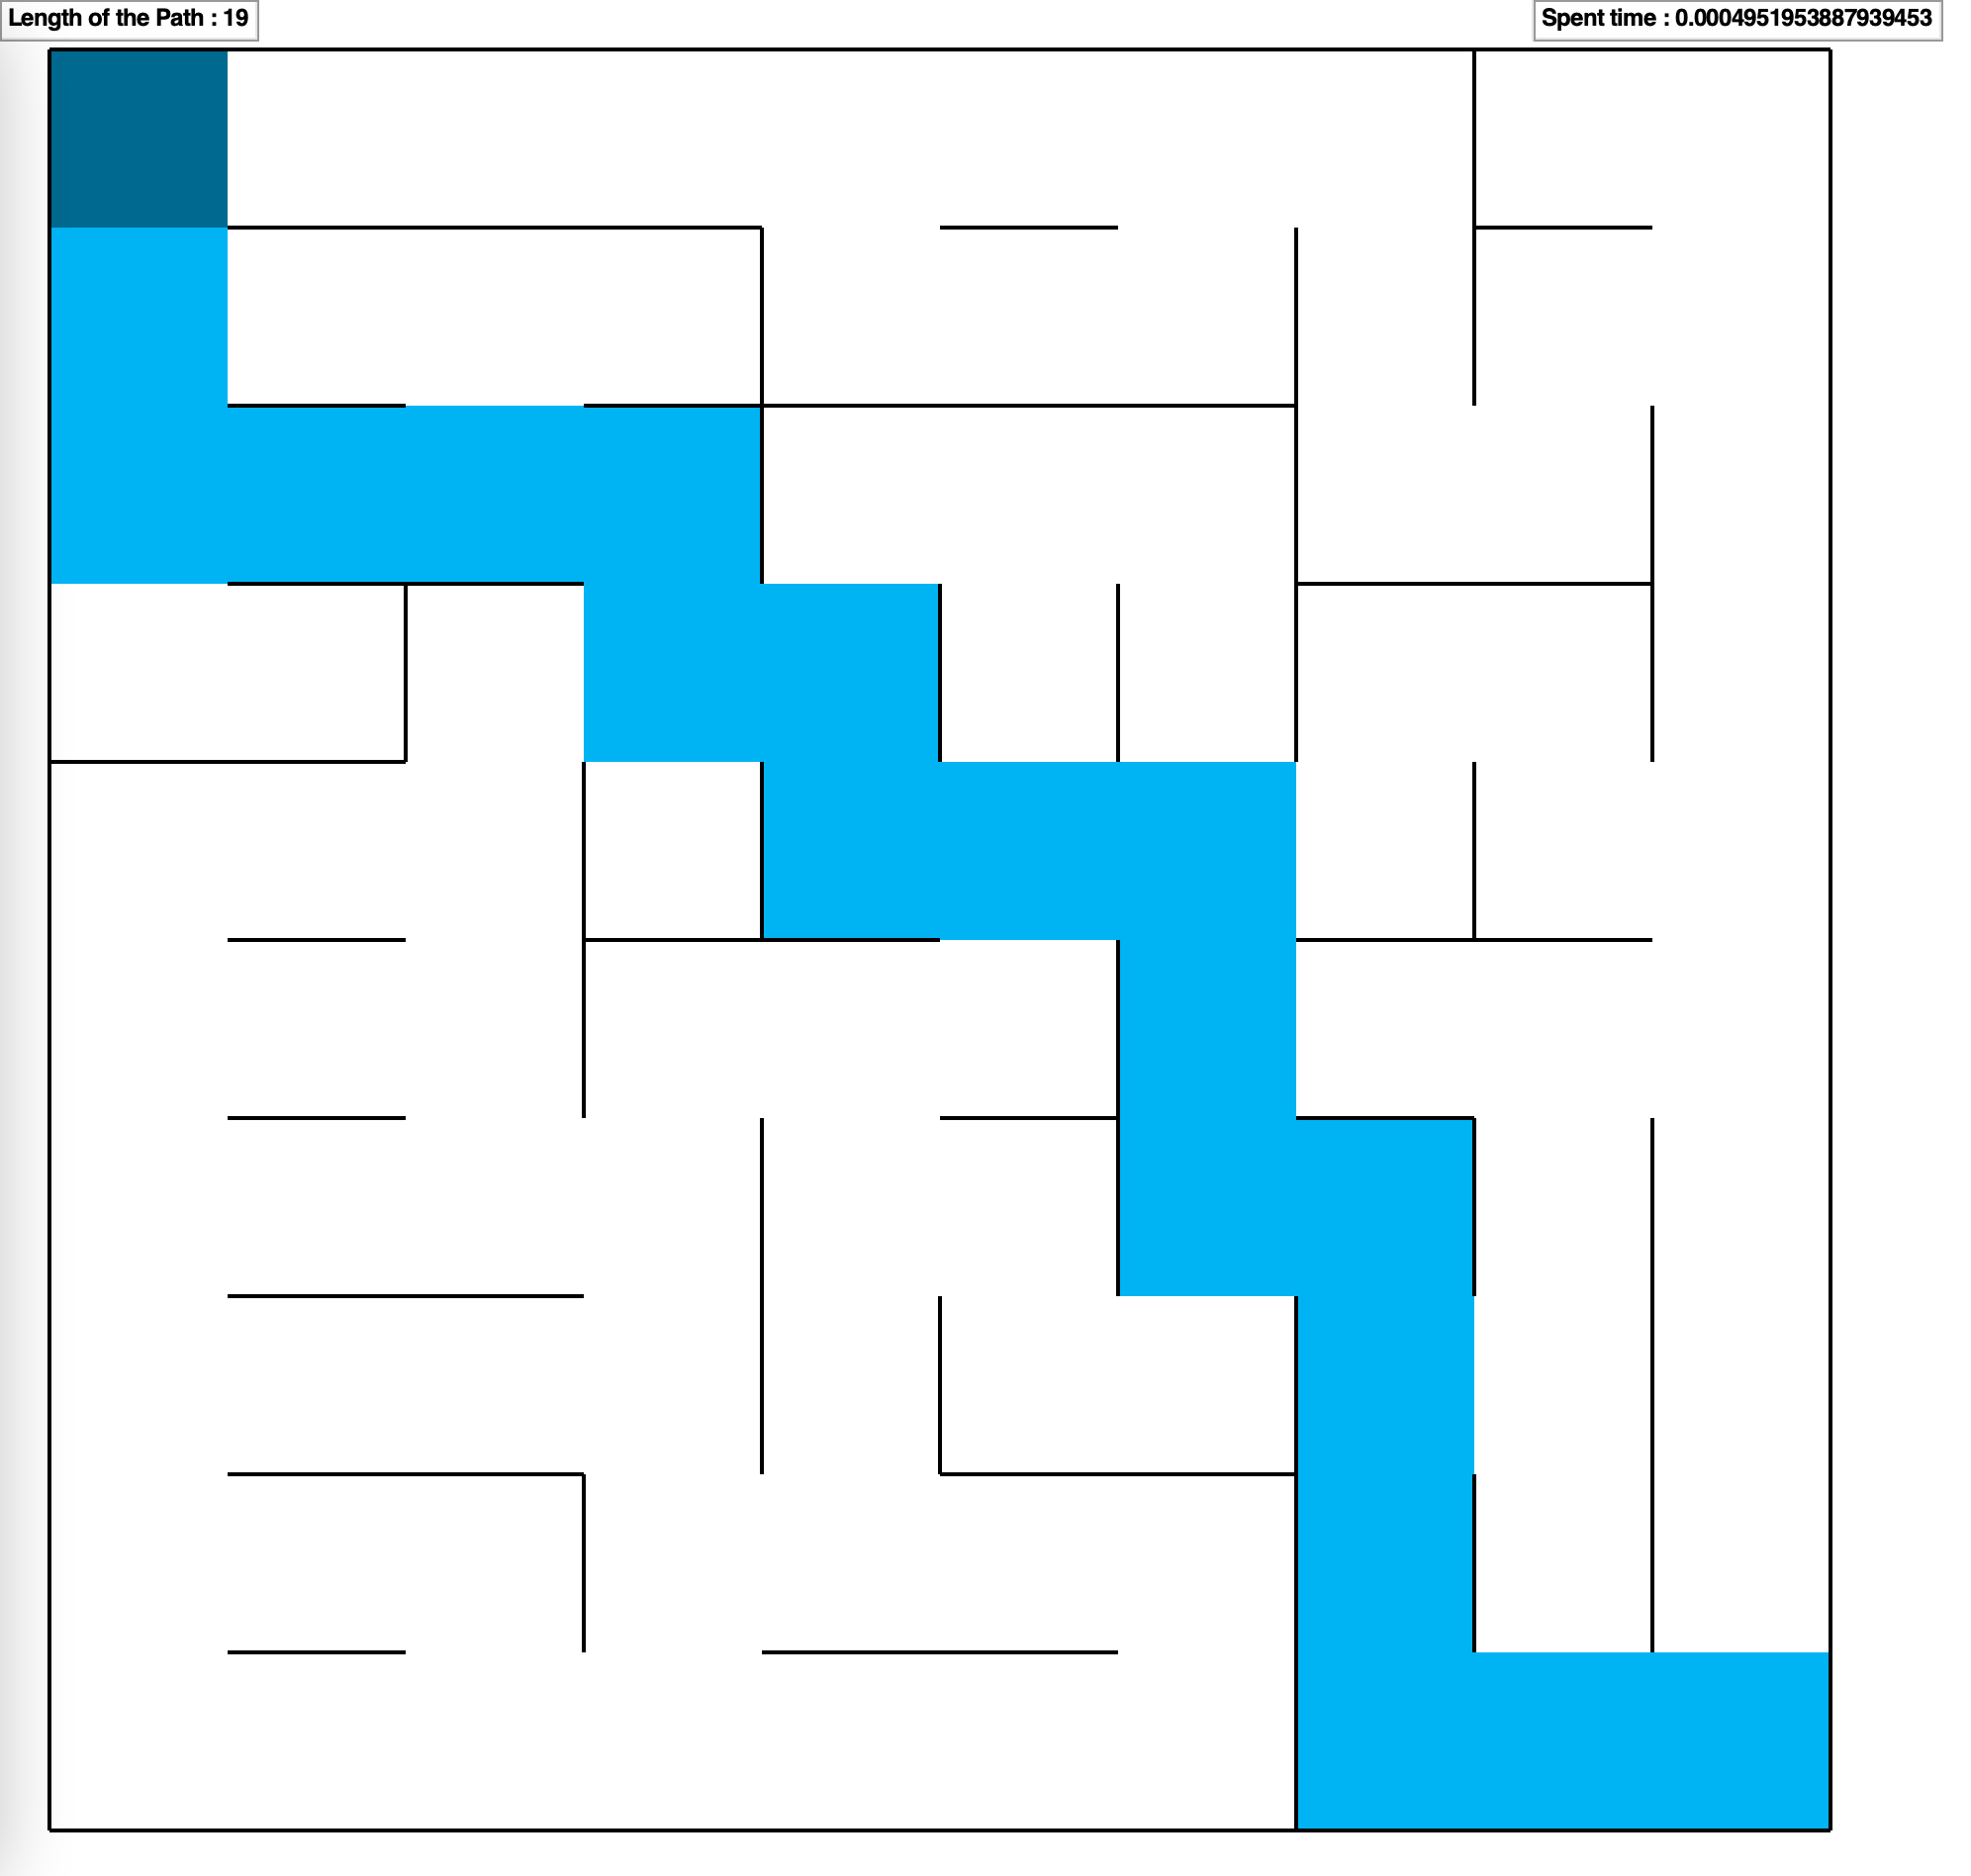 Length of the Path : 19
Spent time : 0.0004951953887939453